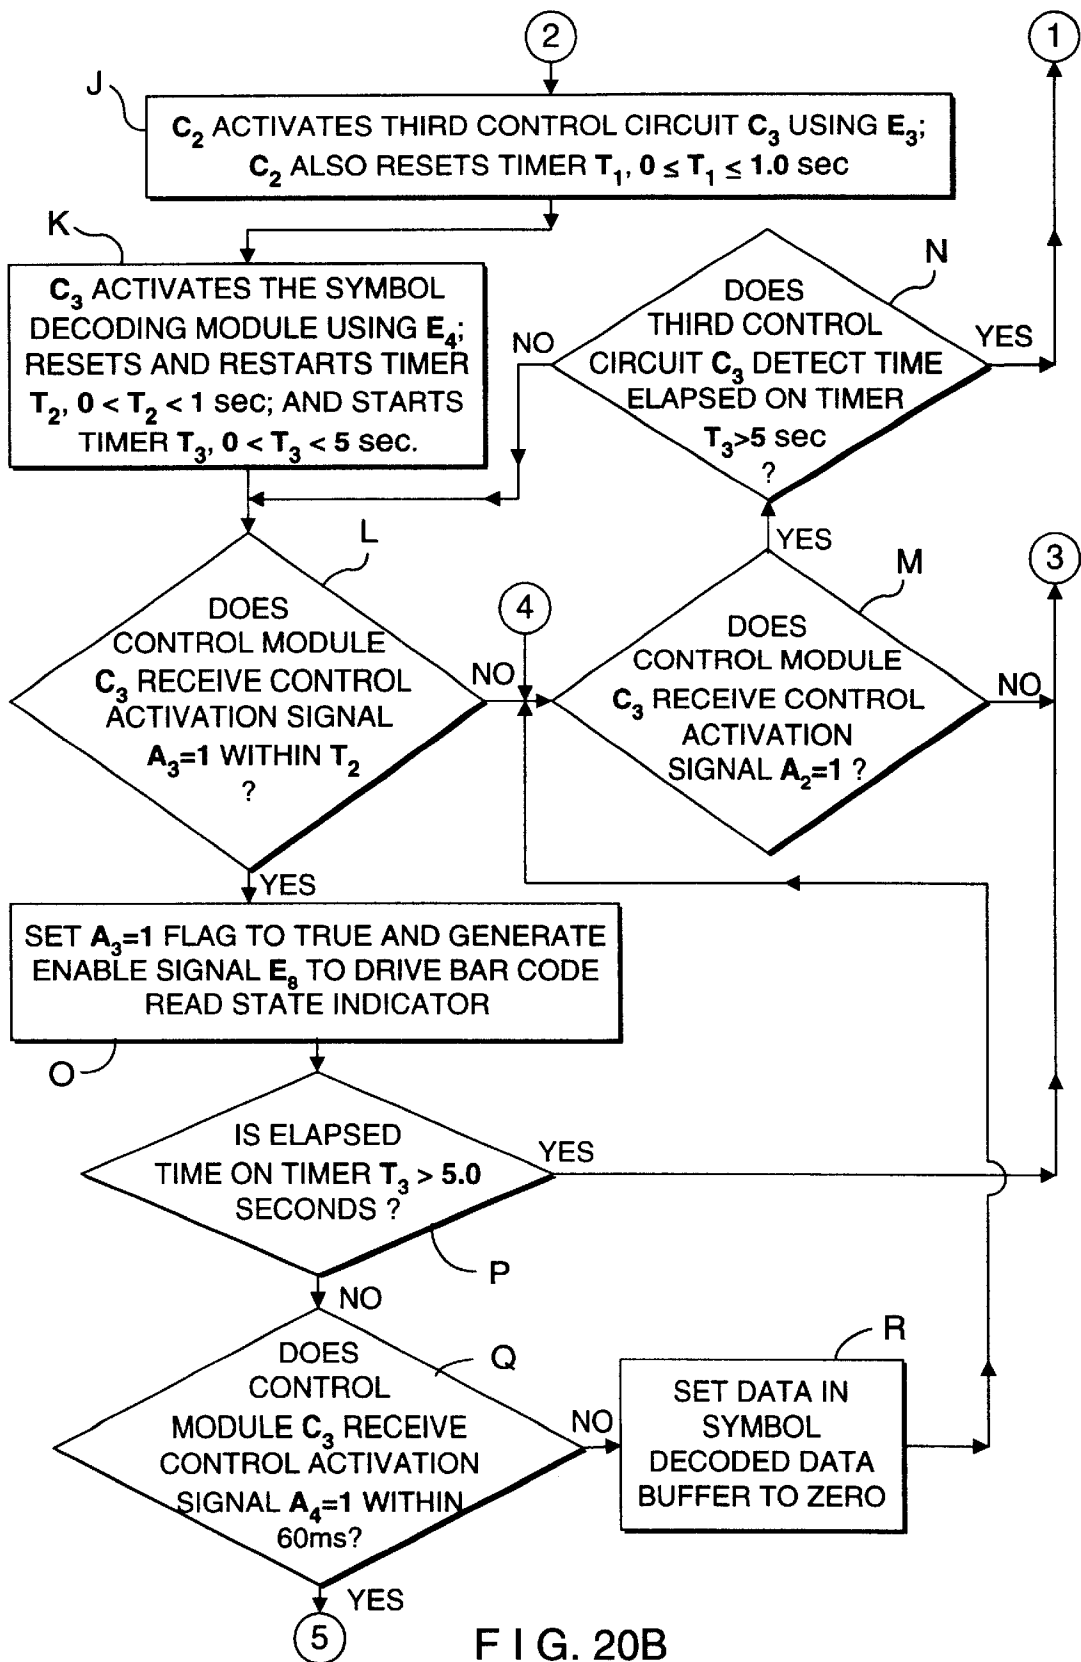 2
1
J
C₂ ACTIVATES THIRD CONTROL CIRCUIT C₃ USING E₃;
C₂ ALSO RESETS TIMER T₁, 0 ≤ T₁ ≤ 1.0 sec
K
C₃ ACTIVATES THE SYMBOL
DECODING MODULE USING E₄;
RESETS AND RESTARTS TIMER
T₂, 0 < T₂ < 1 sec; AND STARTS
TIMER T₃, 0 < T₃ < 5 sec.
N
DOES
THIRD CONTROL
CIRCUIT C₃ DETECT TIME
ELAPSED ON TIMER
T₃>5 sec
?
NO
YES
L
DOES
CONTROL MODULE
C₃ RECEIVE CONTROL
ACTIVATION SIGNAL
A₃=1 WITHIN T₂
?
NO
4
YES
M
DOES
CONTROL MODULE
C₃ RECEIVE CONTROL
ACTIVATION
SIGNAL A₂=1 ?
NO
3
YES
SET A₃=1 FLAG TO TRUE AND GENERATE
ENABLE SIGNAL E₈ TO DRIVE BAR CODE
READ STATE INDICATOR
O
IS ELAPSED
TIME ON TIMER T₃ > 5.0
SECONDS ?
YES
P
NO
DOES
CONTROL
MODULE C₃ RECEIVE
CONTROL ACTIVATION
SIGNAL A₄=1 WITHIN
60ms?
Q
NO
R
SET DATA IN
SYMBOL
DECODED DATA
BUFFER TO ZERO
YES
5
F I G. 20B